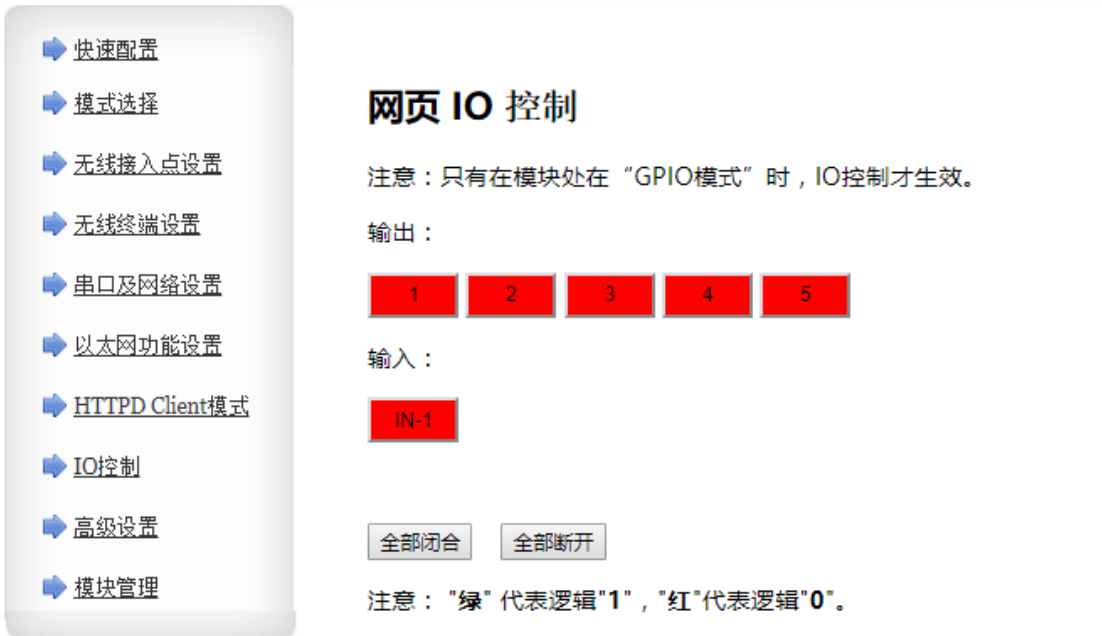 快速配置
模式选择
无线接入点设置
无线终端设置
串口及网络设置
以太网功能设置
HTTPD Client模式
IO控制
高级设置
模块管理
网页 IO 控制
注意：只有在模块处在“GPIO模式”时，IO控制才生效。
输出：
1 2 3 4 5
输入：
IN-1
全部闭合 全部断开
注意： "绿" 代表逻辑"1"，"红"代表逻辑"0"。